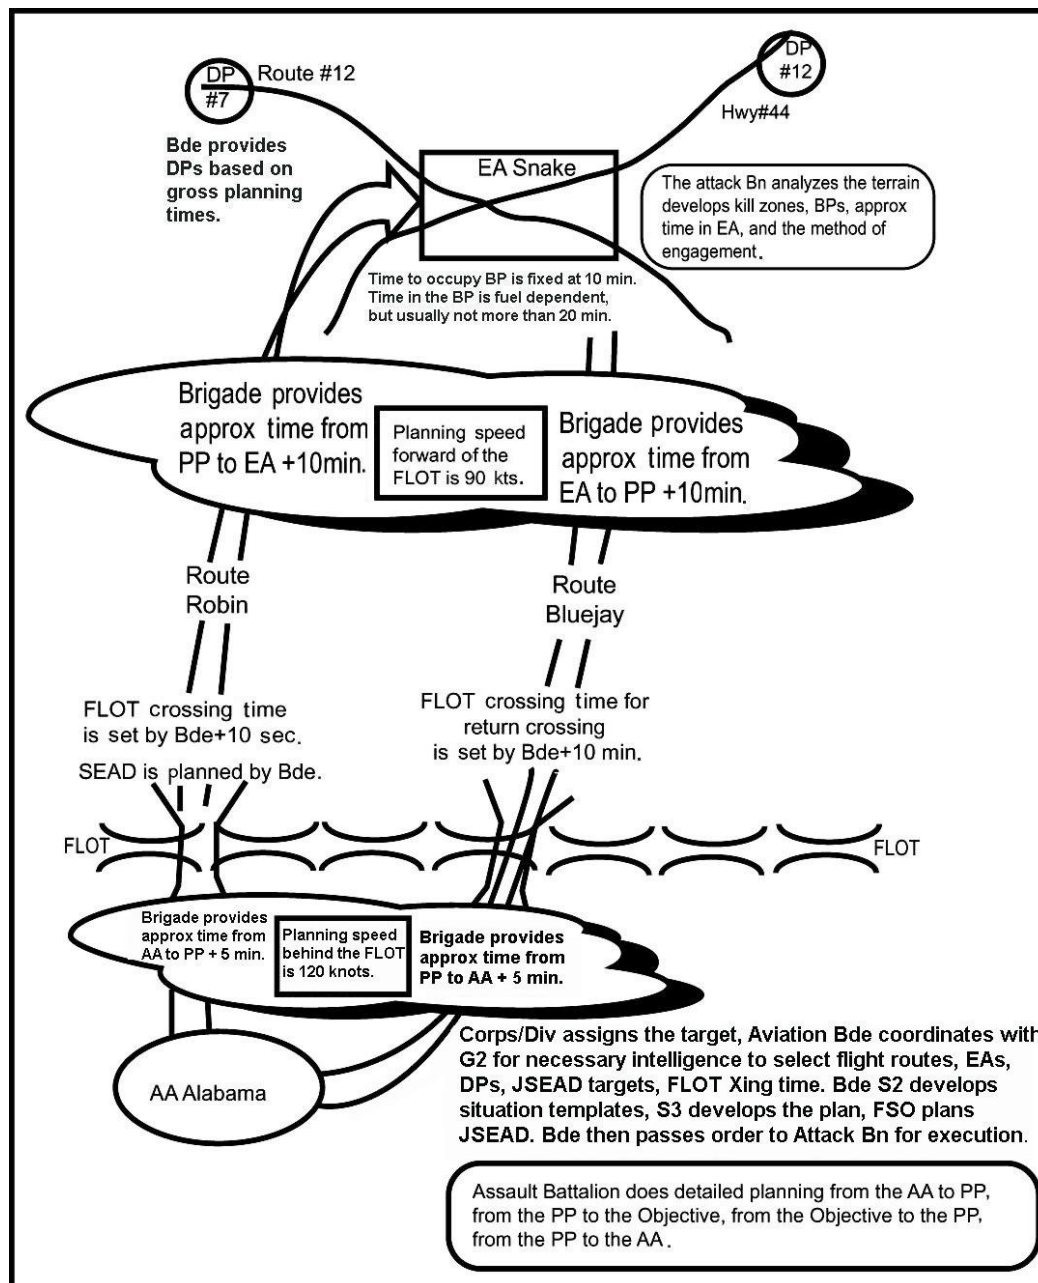 DP
#7
Route #12
DP
#12
Hwy#44
Bde provides
DPs based on
gross planning
times.
EA Snake
The attack Bn analyzes the terrain
develops kill zones, BPs, approx
time in EA, and the method of
engagement.
Time to occupy BP is fixed at 10 min.
Time in the BP is fuel dependent,
but usually not more than 20 min.
Brigade provides
approx time from
PP to EA +10min.
Planning speed
forward of the
FLOT is 90 kts.
Brigade provides
approx time from
EA to PP +10min.
Route
Robin
Route
Bluejay
FLOT crossing time
is set by Bde+10 sec.
SEAD is planned by Bde.
FLOT crossing time for
return crossing
is set by Bde+10 min.
FLOT
FLOT
Brigade provides
approx time from
AA to PP + 5 min.
Planning speed
behind the FLOT
is 120 knots.
Brigade provides
approx time from
PP to AA + 5 min.
AA Alabama
Corps/Div assigns the target, Aviation Bde coordinates with
G2 for necessary intelligence to select flight routes, EAs,
DPs, JSEAD targets, FLOT Xing time. Bde S2 develops
situation templates, S3 develops the plan, FSO plans
JSEAD. Bde then passes order to Attack Bn for execution.
Assault Battalion does detailed planning from the AA to PP,
from the PP to the Objective, from the Objective to the PP,
from the PP to the AA.